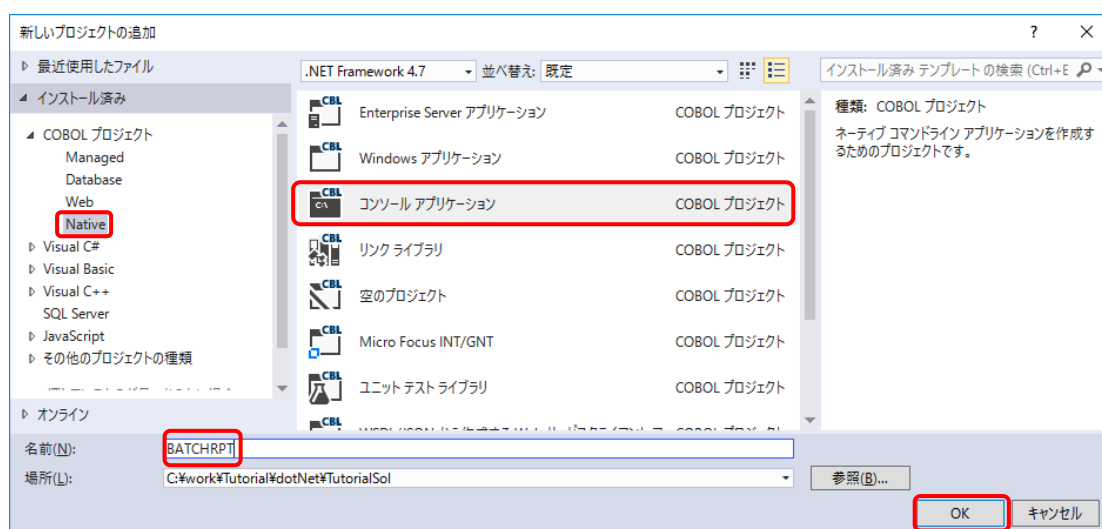 新しいプロジェクトの追加
? ×
最近使用したファイル
インストール済み
COBOL プロジェクト
Managed
Database
Web
Native
Visual C#
Visual Basic
Visual C++
SQL Server
JavaScript
その他のプロジェクトの種類
オンライン
.NET Framework 4.7
並べ替え: 既定
CBL Enterprise Server アプリケーション COBOL プロジェクト
CBL Windows アプリケーション COBOL プロジェクト
CBL C:\ コンソール アプリケーション COBOL プロジェクト
CBL リンク ライブラリ COBOL プロジェクト
CBL 空のプロジェクト COBOL プロジェクト
CBL Micro Focus INT/GNT COBOL プロジェクト
CBL ユニット テスト ライブラリ COBOL プロジェクト
CBL
インストール済み テンプレート の検索 (Ctrl+E
種類: COBOL プロジェクト
ネーティブ コマンドライン アプリケーションを作成す
るためのプロジェクトです。
名前(N): BATCHRPT
場所(L): C:¥work¥Tutorial¥dotNet¥TutorialSol
参照(B)...
OK キャンセル